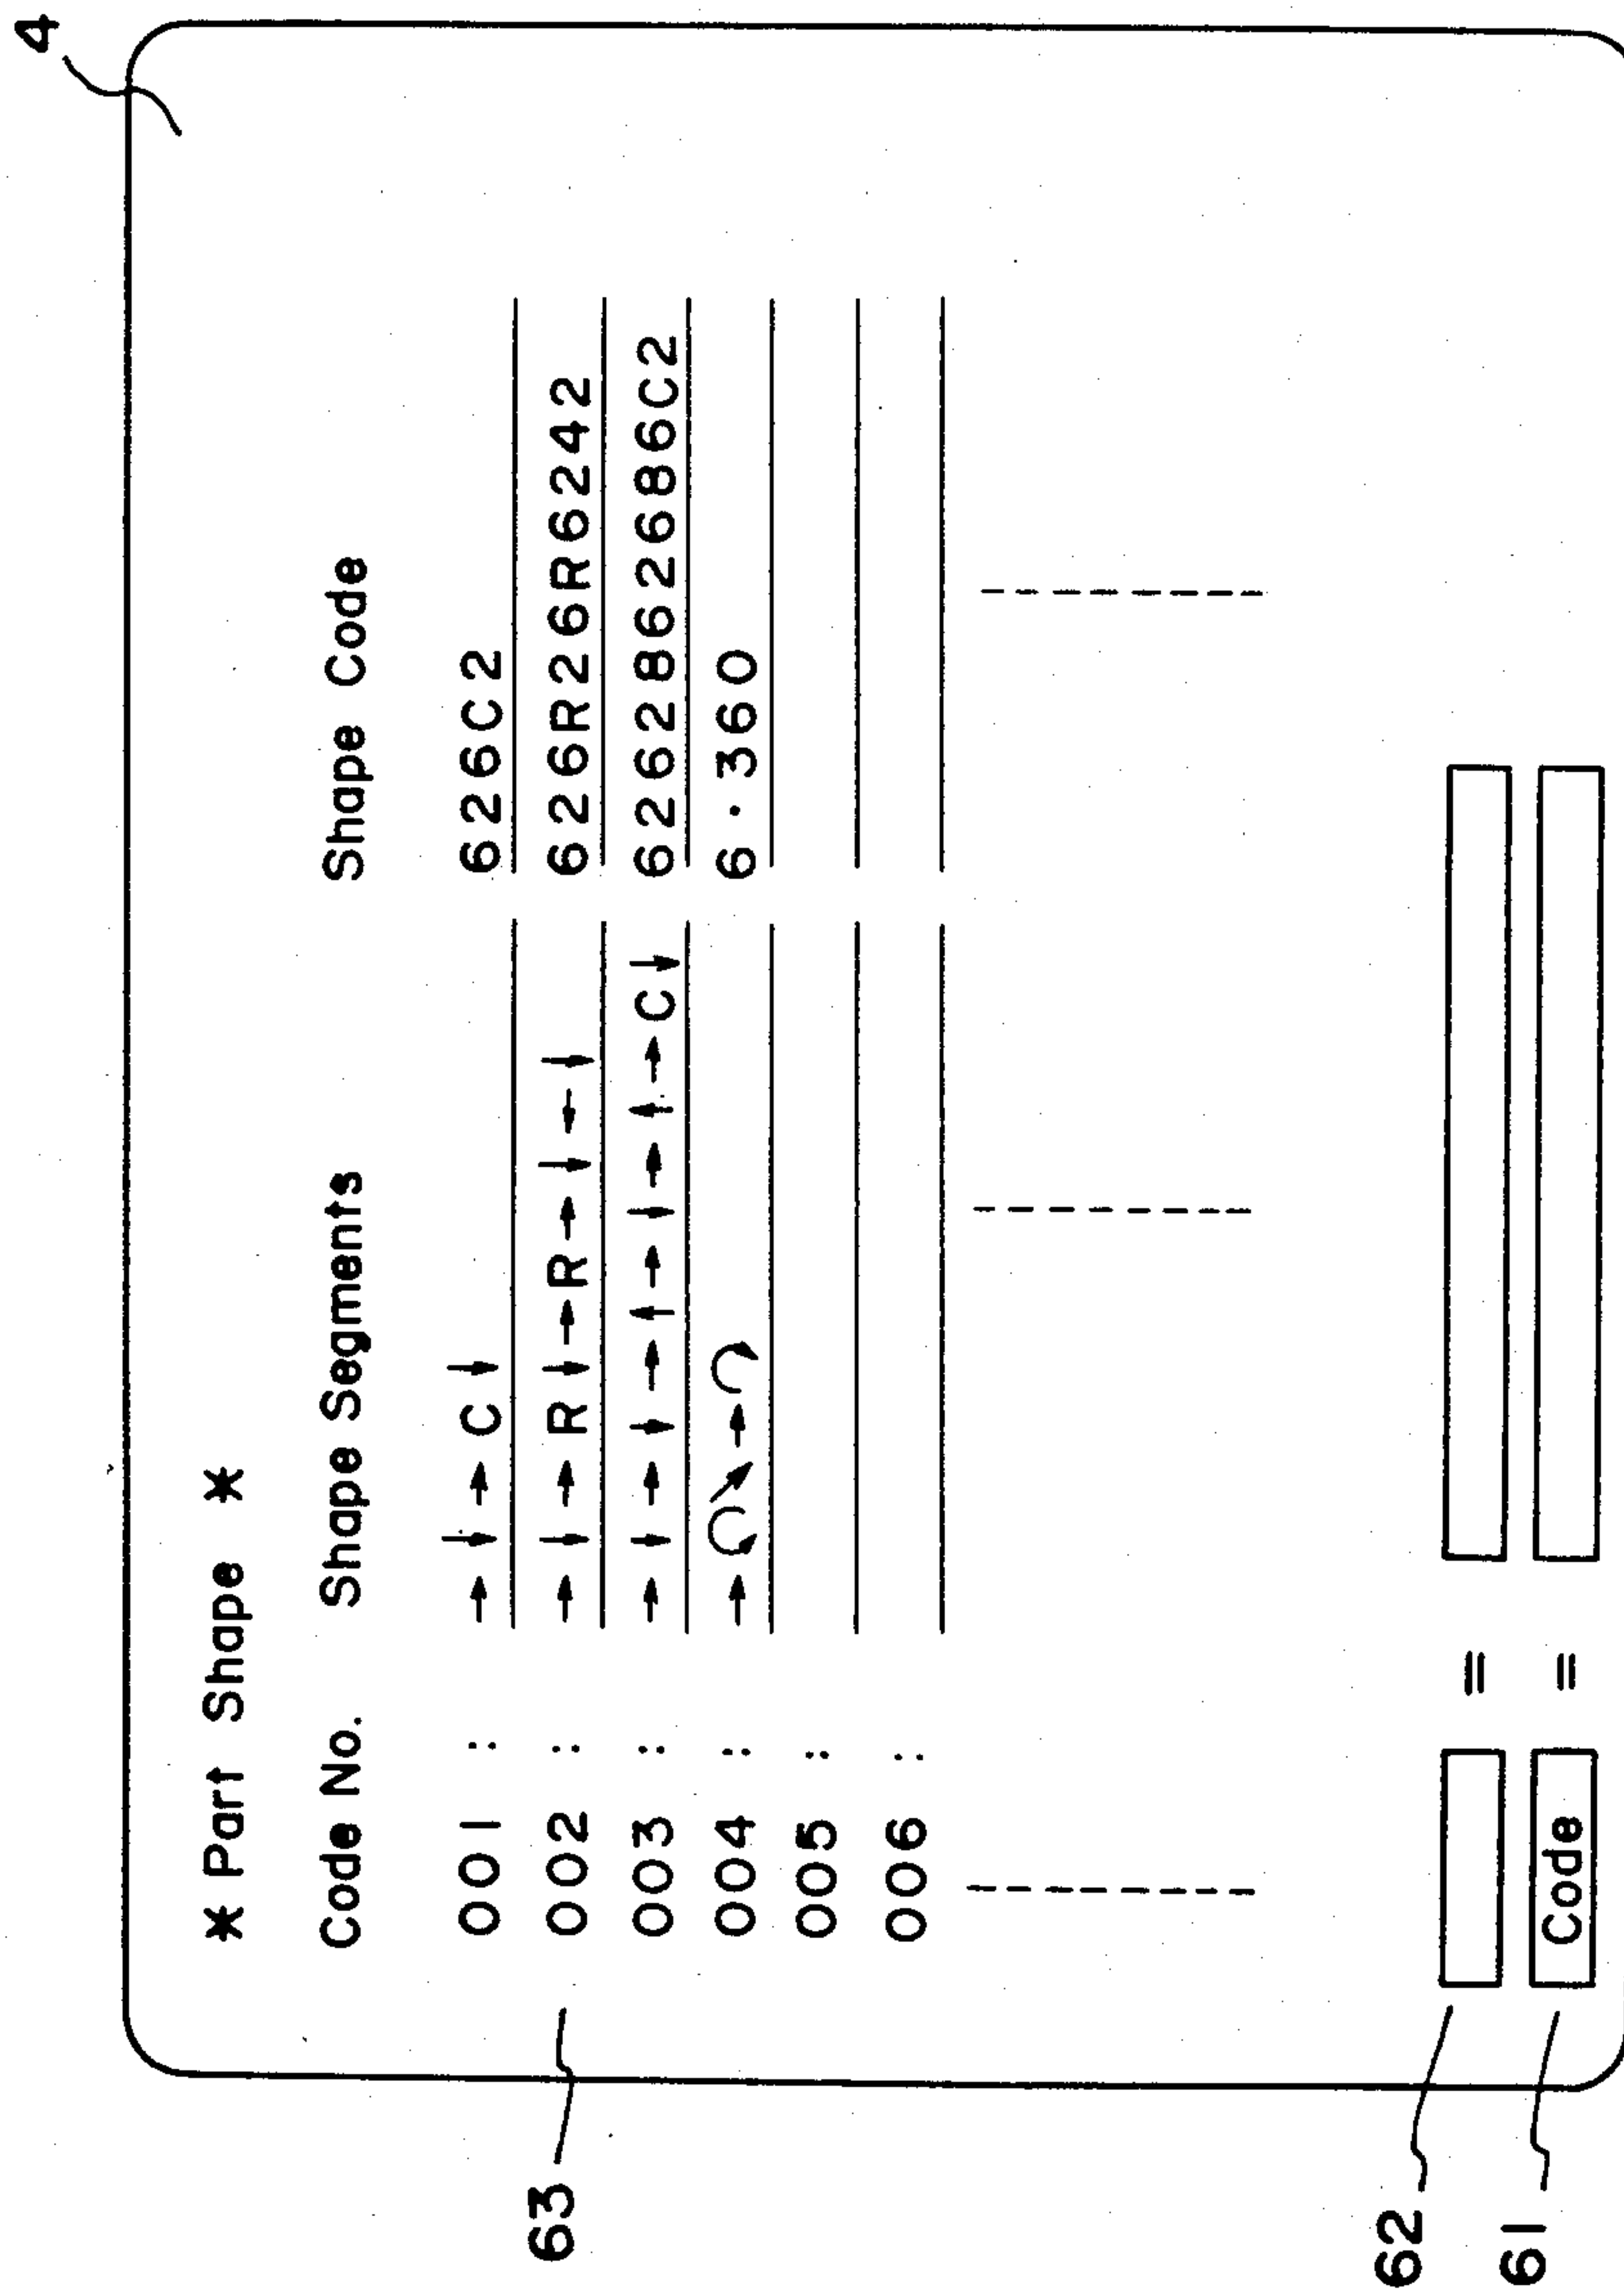 4
* Part Shape *
Code No. Shape Segments Shape Code
001 : → ↓ → C ↓ 626C2
63 002 : → ↓ → R ↓ → R → ↓ ← ↓ 626R26R6242
003 : → ↓ → ↓ → ↑ → ↓ → ↑ → C ↓ 6262862686C2
004 : → ↺ ↘ → ↻ 6·360
005 :
006 :
62 =
61 Code =